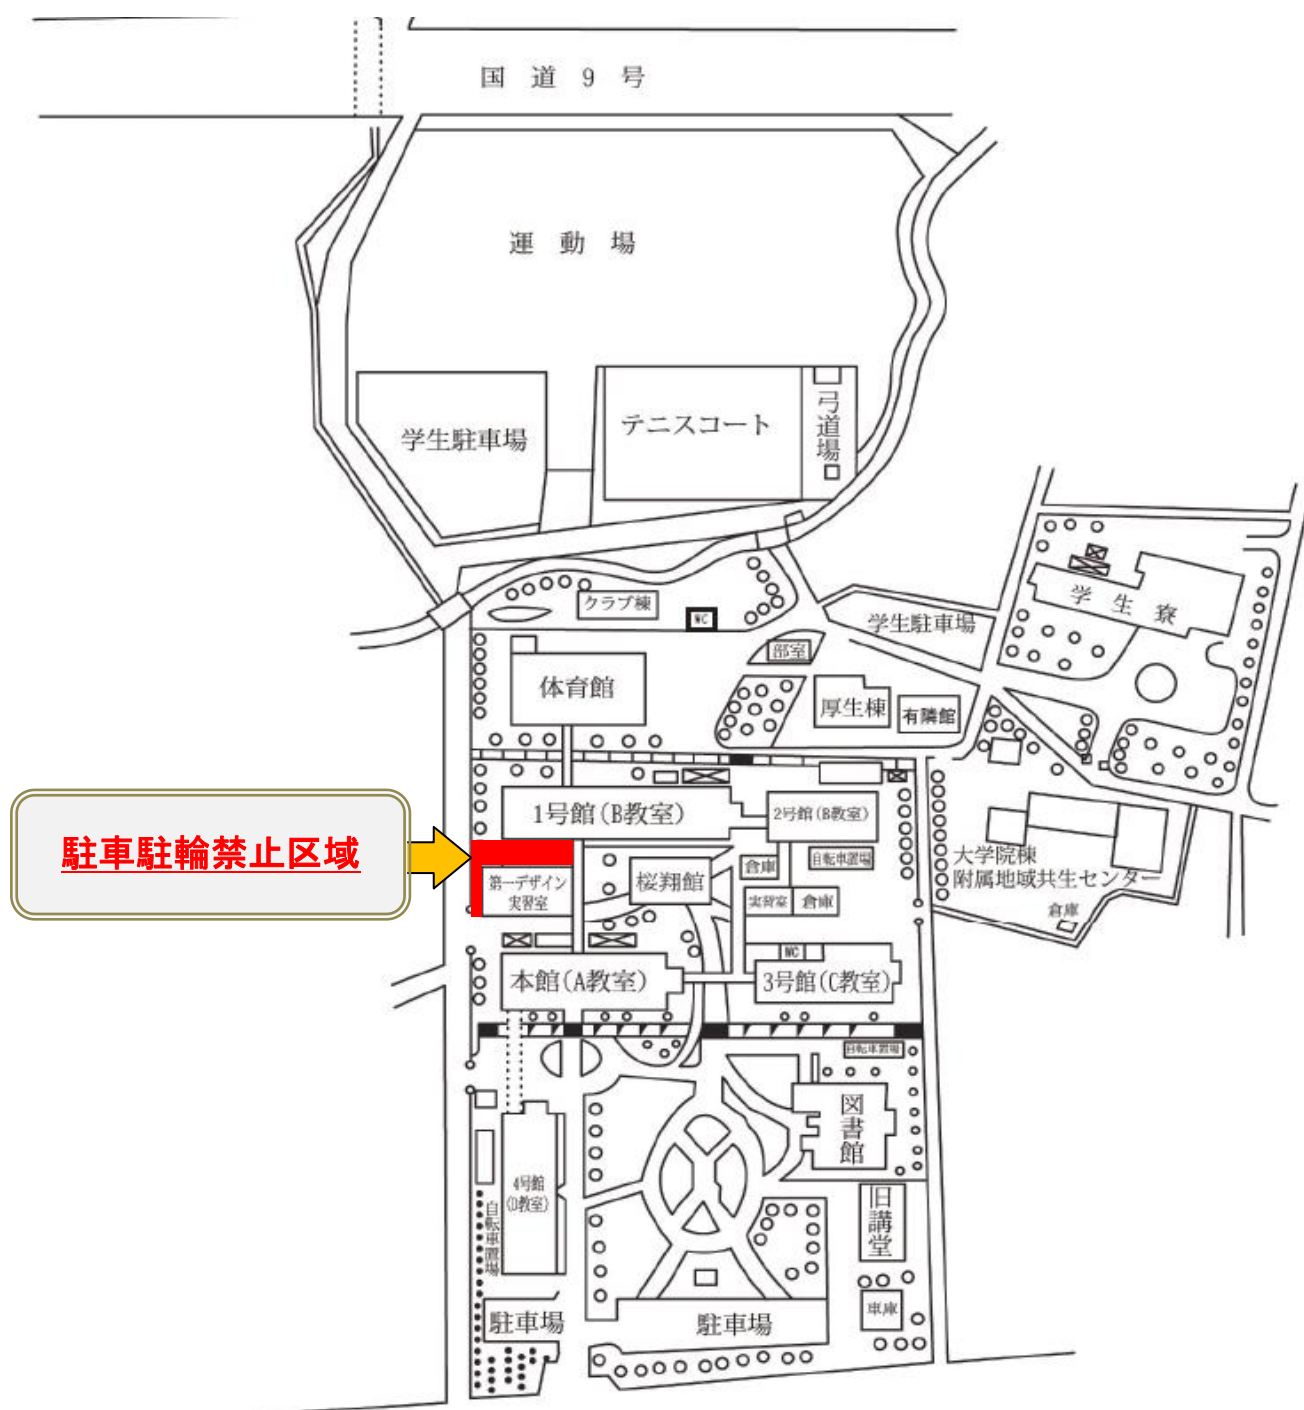 国道9号
運動場
学生駐車場
テニスコート
弓道場
クラブ棟
WC
学生駐車場
学生寮
部室
体育館
厚生棟
有隣館
1号館(B教室)
2号館(B教室)
駐車駐輪禁止区域
第一デザイン
実習室
桜翔館
倉庫
自転車置場
大学院棟
附属地域共生センター
倉庫
実習室
倉庫
本館(A教室)
WC
3号館(C教室)
自転車置場
図書館
4号館
(D教室)
自転車置場
旧講堂
駐車場
駐車場
車庫